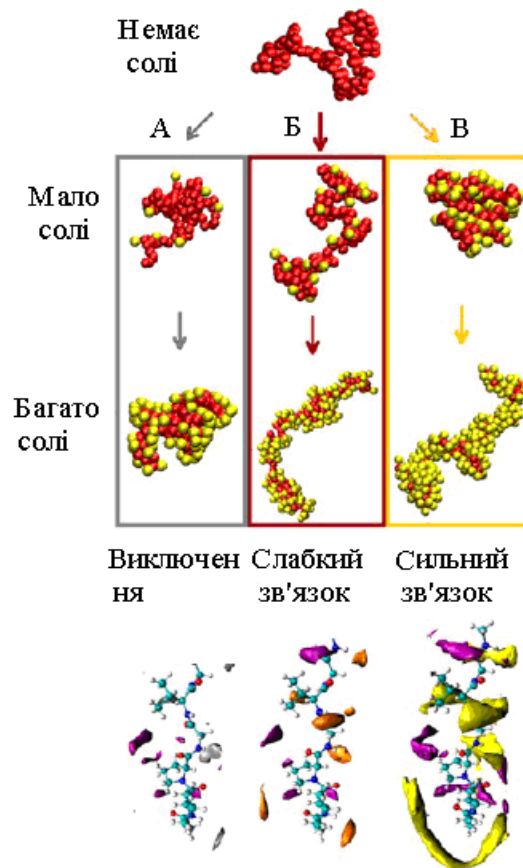 Немає
солі
А
Б
В
Мало
солі
Багато
солі
Виключен
ня
Слабкий
зв'язок
Сильний
зв'язок